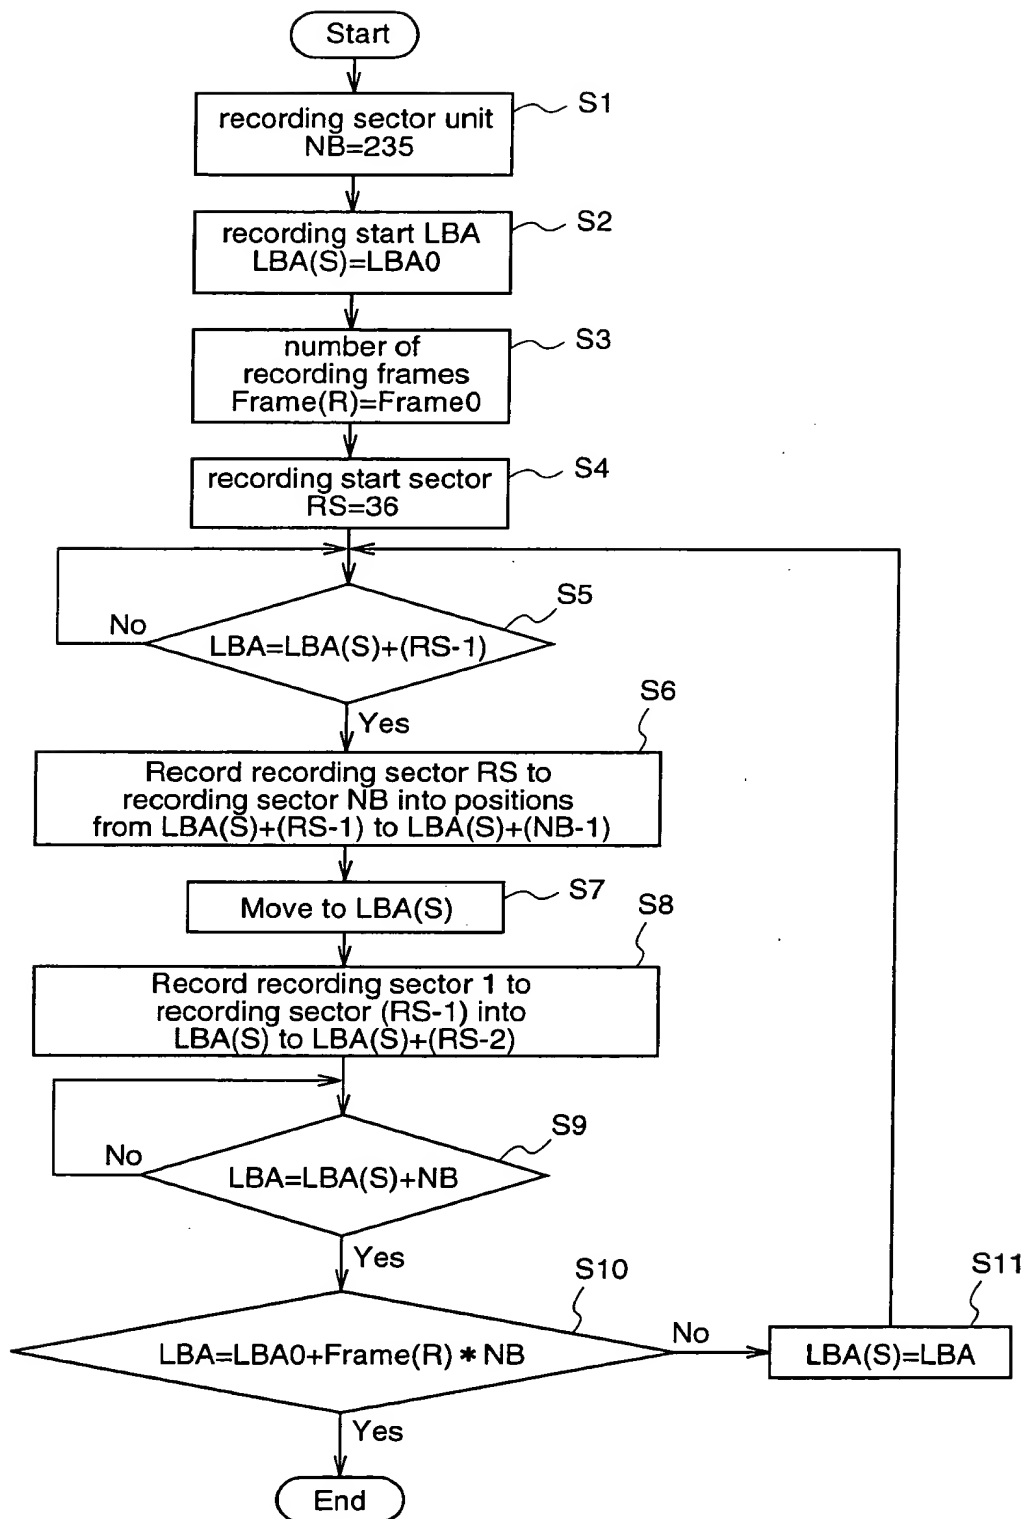 Start
S1
recording sector unit
NB=235
S2
recording start LBA
LBA(S)=LBA0
S3
number of
recording frames
Frame(R)=Frame0
S4
recording start sector
RS=36
S5
No
LBA=LBA(S)+(RS-1)
Yes
S6
Record recording sector RS to
recording sector NB into positions
from LBA(S)+(RS-1) to LBA(S)+(NB-1)
S7
Move to LBA(S)
S8
Record recording sector 1 to
recording sector (RS-1) into
LBA(S) to LBA(S)+(RS-2)
S9
No
LBA=LBA(S)+NB
Yes
S10
S11
LBA=LBA0+Frame(R)*NB
No
LBA(S)=LBA
Yes
End